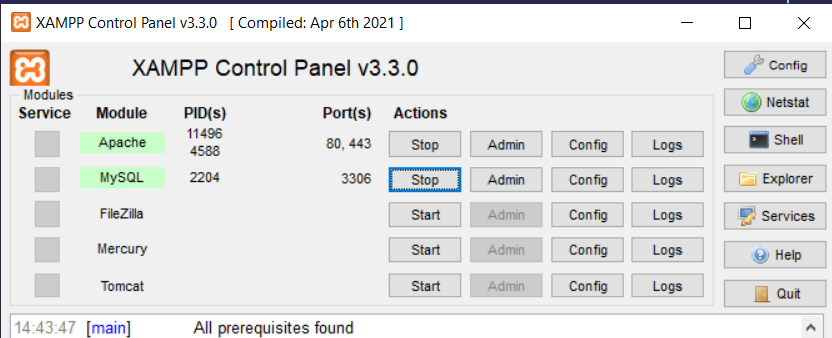 XAMPP Control Panel v3.3.0 [ Compiled: Apr 6th 2021 ]
XAMPP Control Panel v3.3.0
Config
Modules
Service Module PID(s) Port(s) Actions
Netstat
Apache 11496 4588 80, 443 Stop Admin Config Logs
Shell
MySQL 2204 3306 Stop Admin Config Logs
Explorer
FileZilla Start Admin Config Logs
Services
Mercury Start Admin Config Logs
Help
Tomcat Start Admin Config Logs
Quit
14:43:47 [main] All prerequisites found